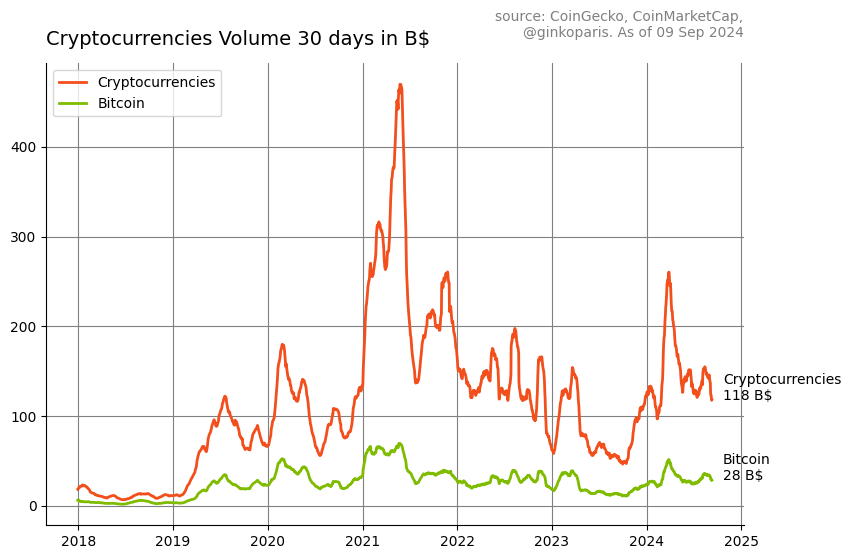 source: CoinGecko, CoinMarketCap,
@ginkoparis. As of 09 Sep 2024
Cryptocurrencies Volume 30 days in B$
Cryptocurrencies
Bitcoin
400
300
200
100
0
Cryptocurrencies
118 B$
Bitcoin
28 B$
2018
2019
2020
2021
2022
2023
2024
2025